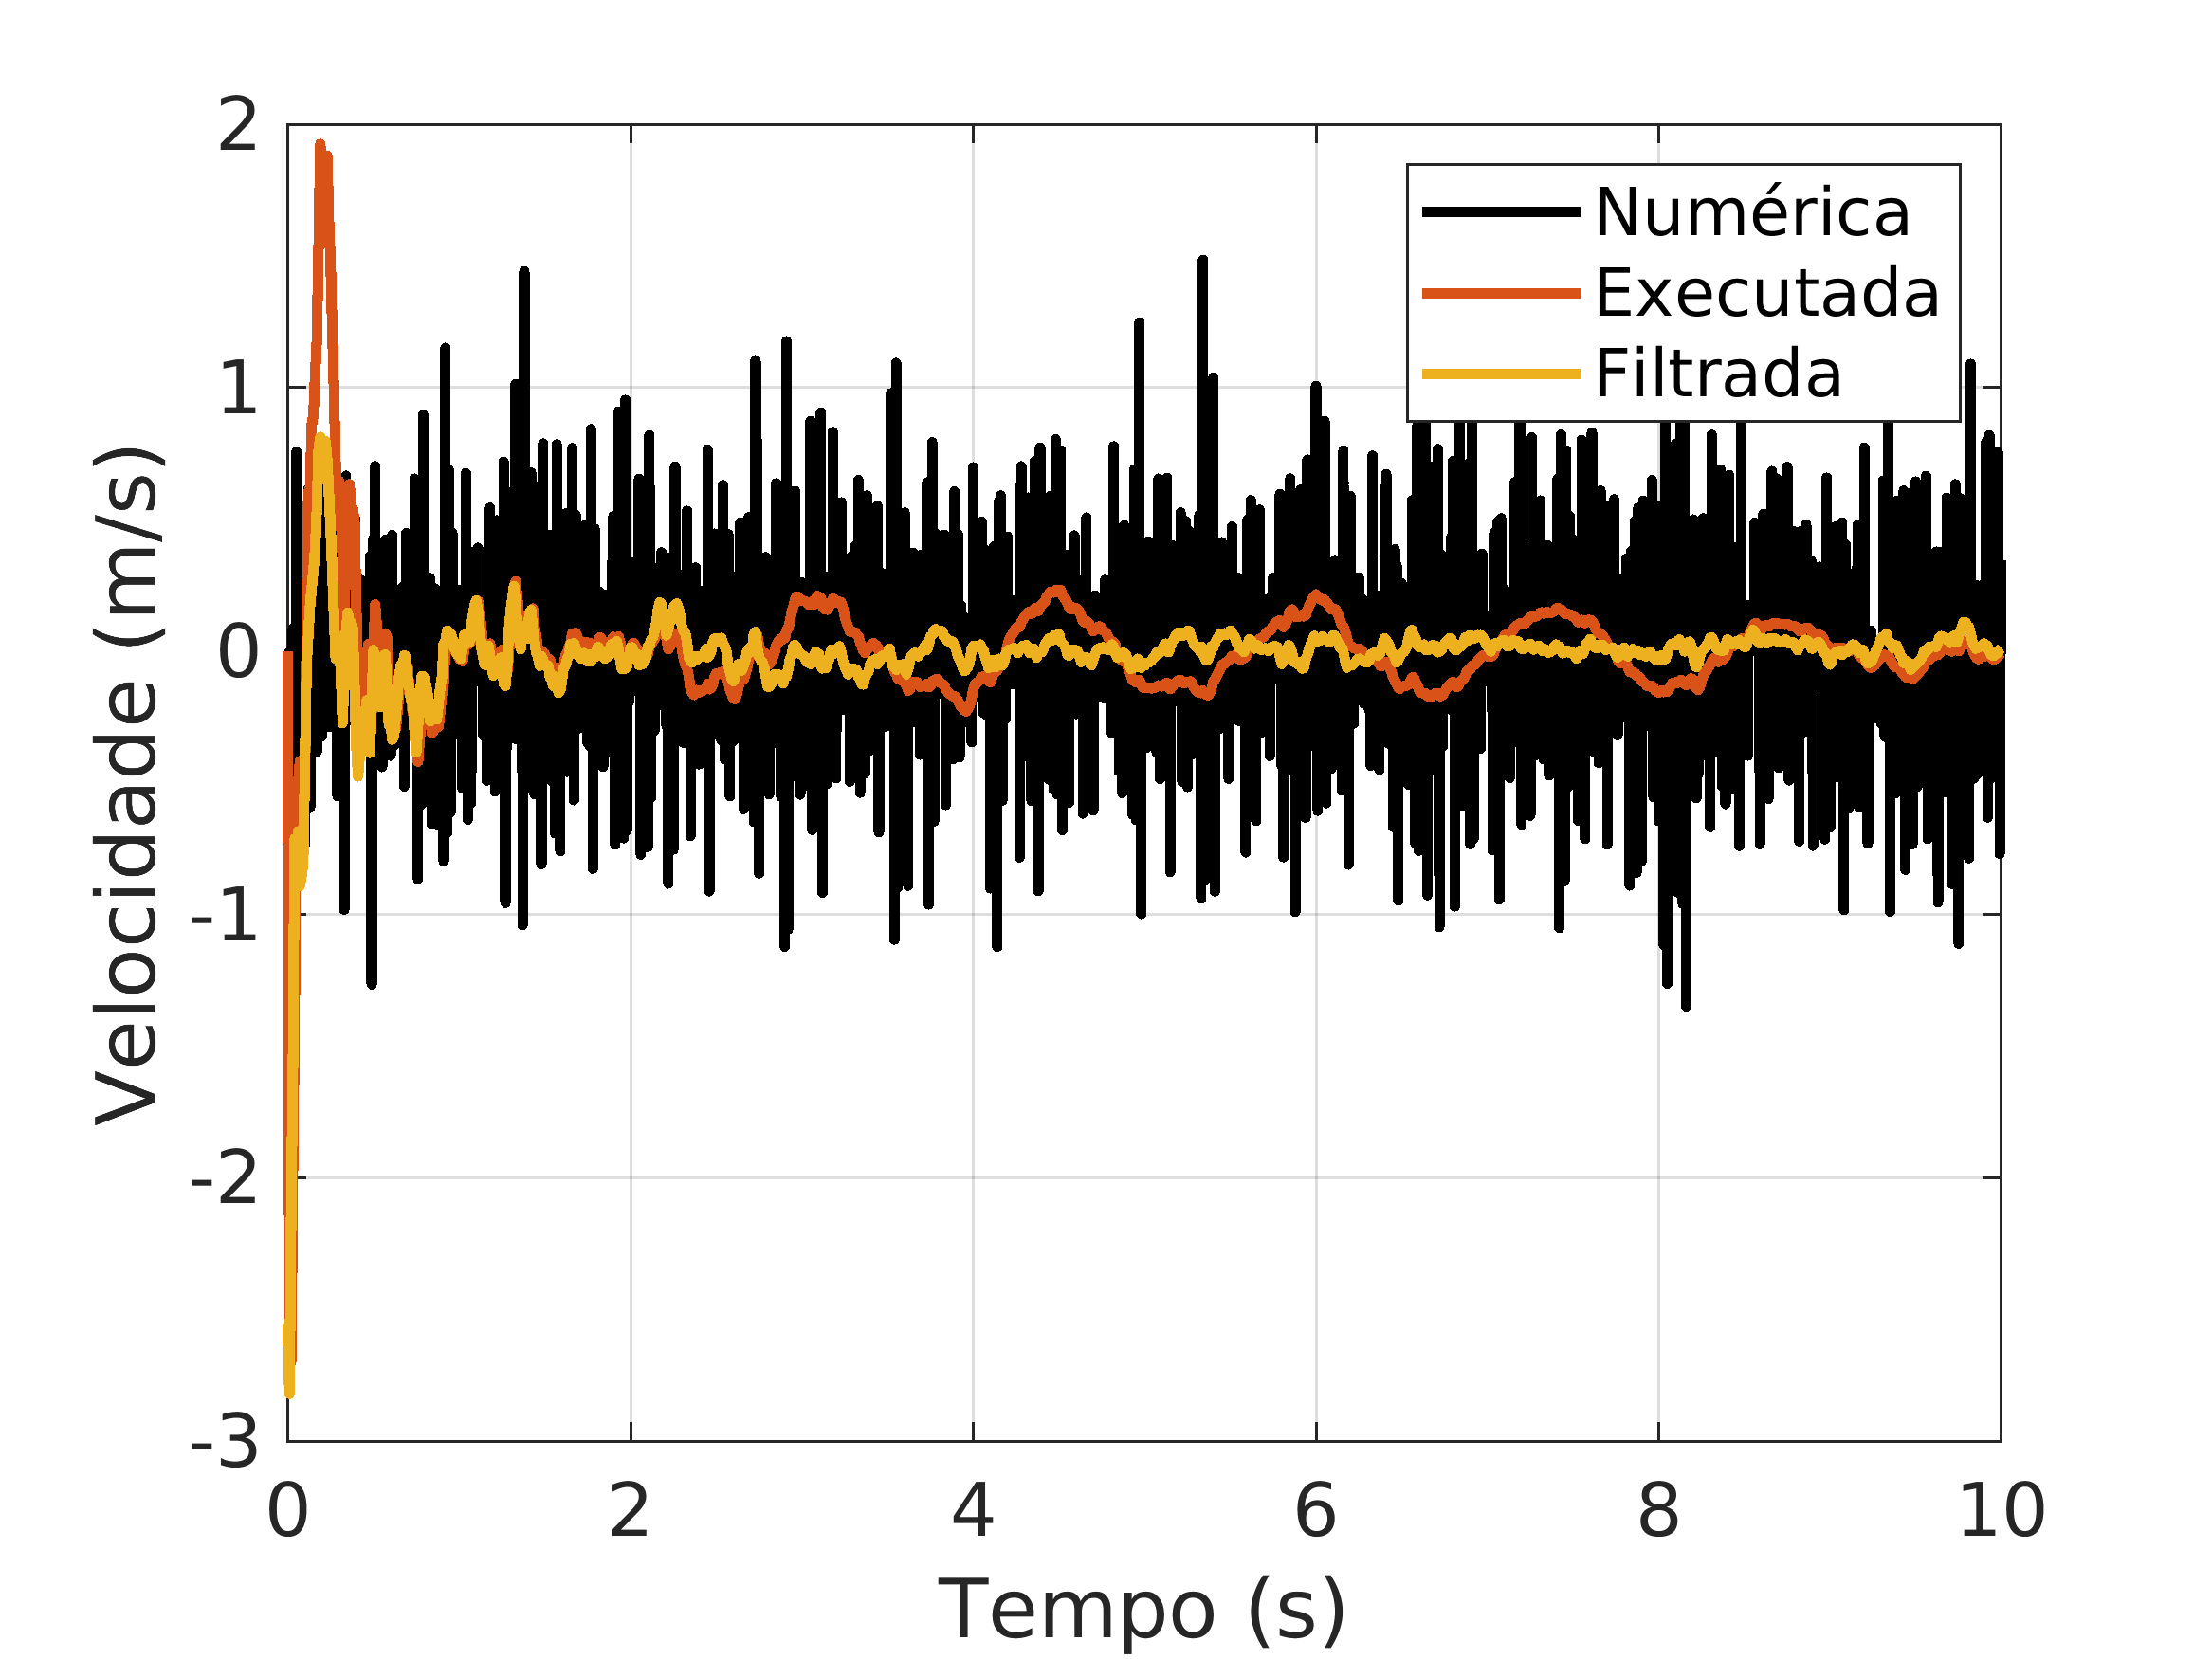 Velocidade (m/s)
2
1
0
-1
-2
-3
Numérica
Executada
Filtrada
0 2 4 6 8 10
Tempo (s)